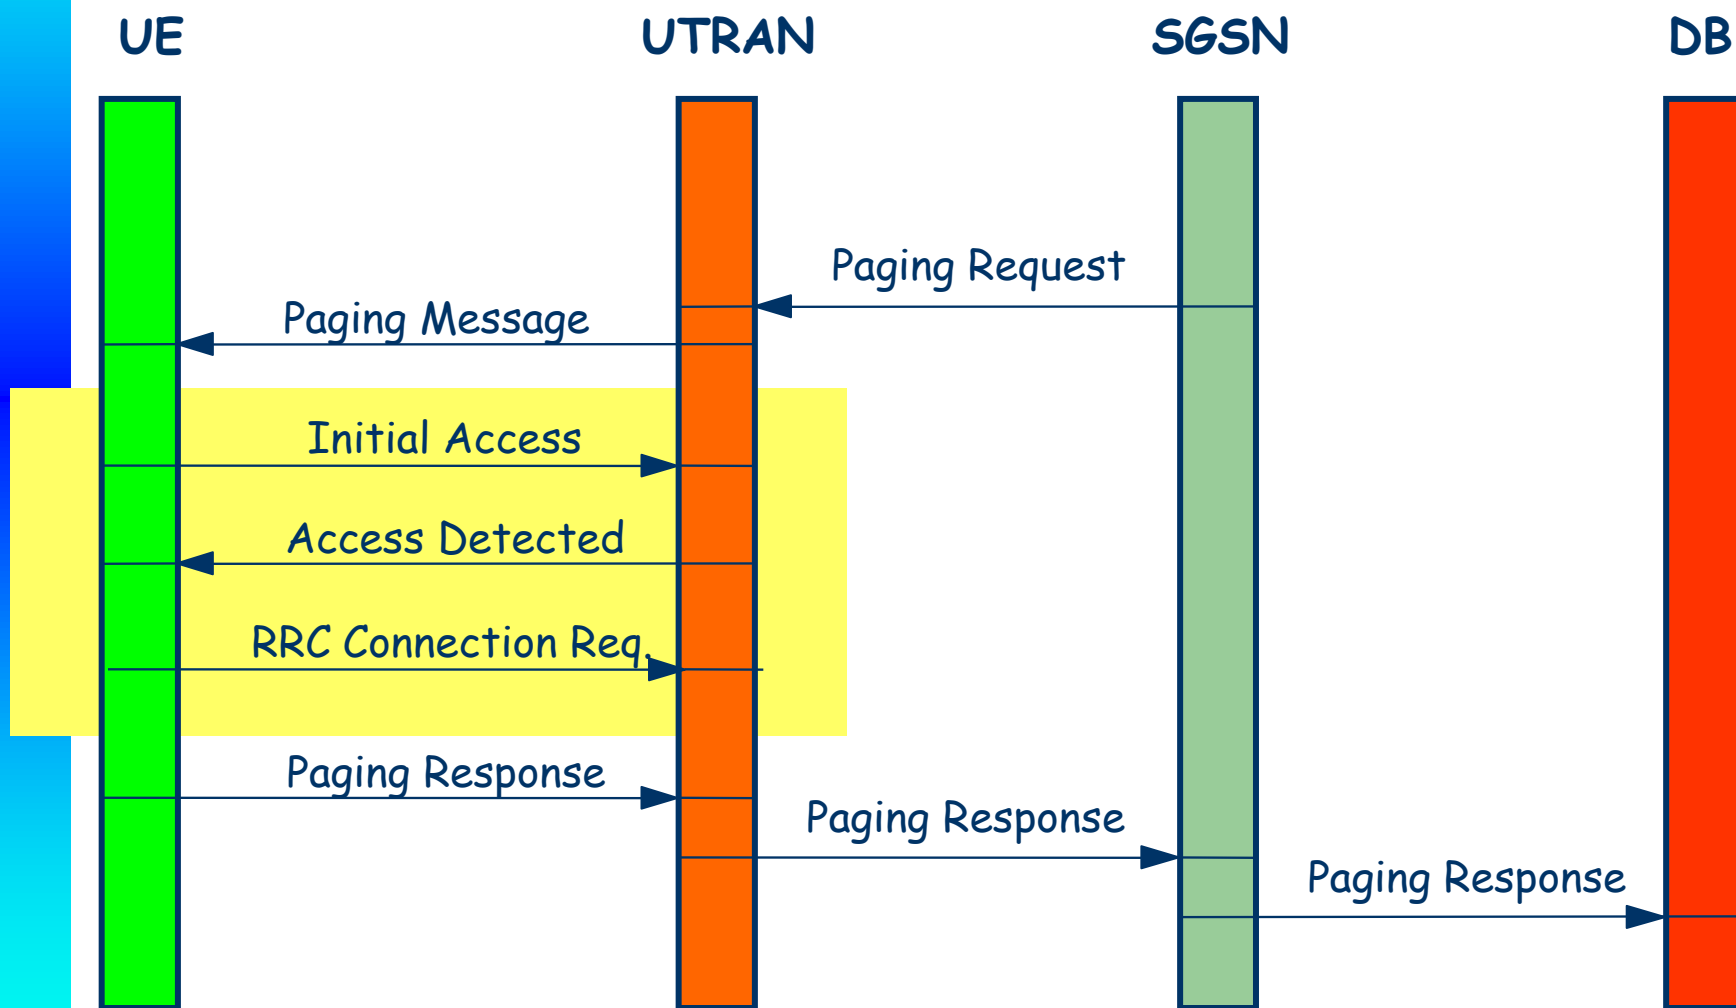 UE UTRAN SGSN DB
Paging Request
Paging Message
Initial Access
Access Detected
RRC Connection Req.
Paging Response
Paging Response
Paging Response